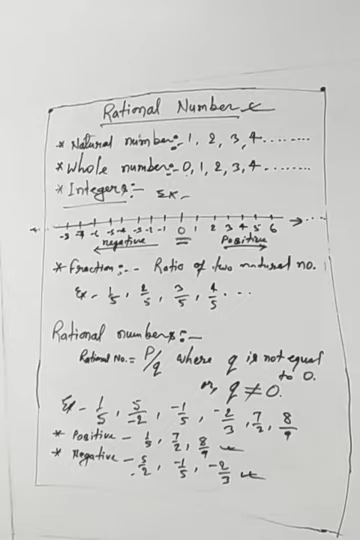 Rational Number
* Natural number:- 1, 2, 3, 4.........
* Whole number:- 0, 1, 2, 3, 4.........
* Integers:- Ex-
-1 0 1 2 3 4 5 6
negative Positive
* Fraction:-- Ratio of two natural no.
Ex- 1/5, 2/5, 3/5, 4/5 ...
Rational numbers:-
Rational No. = P/q where q is not equal to 0.
or, q ≠ 0.
Ex- 1/5, 5/-2, -1/5, -2/3, 7/2, 8/9
* Positive - 1/5, 7/2, 8/9
* Negative - 5/-2, -1/5, -2/3